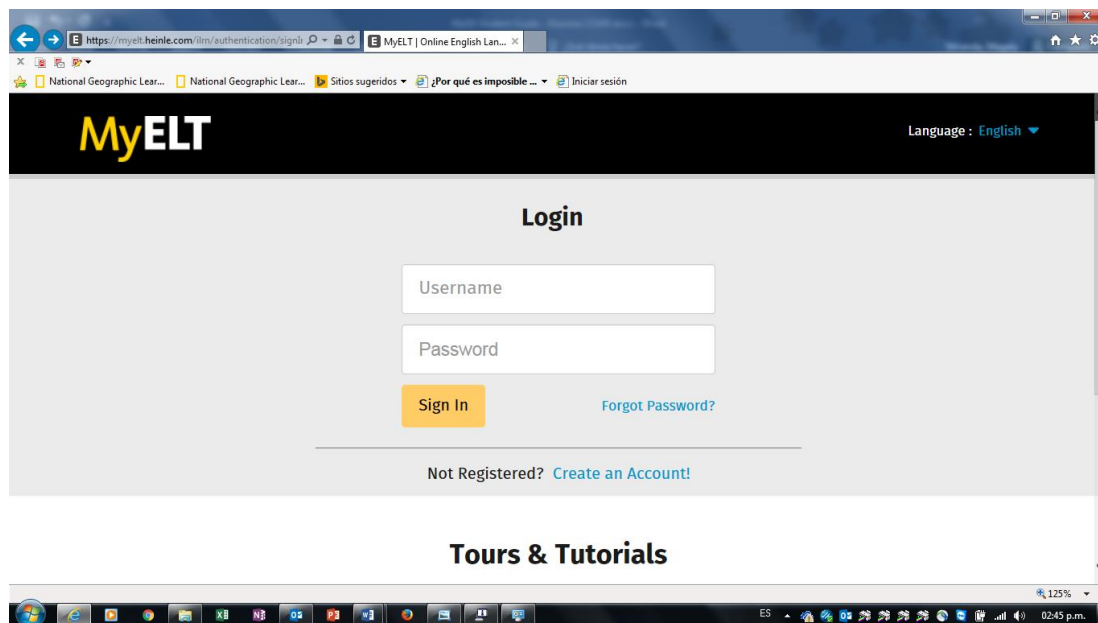 https://myelt.heinle.com/ilrn/authentication/signIn
MyELT | Online English Lan...
National Geographic Lear...
National Geographic Lear...
Sitios sugeridos
¿Por qué es imposible ...
Iniciar sesión
MyELT
Language : English
Login
Username
Password
Sign In
Forgot Password?
Not Registered? Create an Account!
Tours & Tutorials
125%
ES
02:45 p.m.